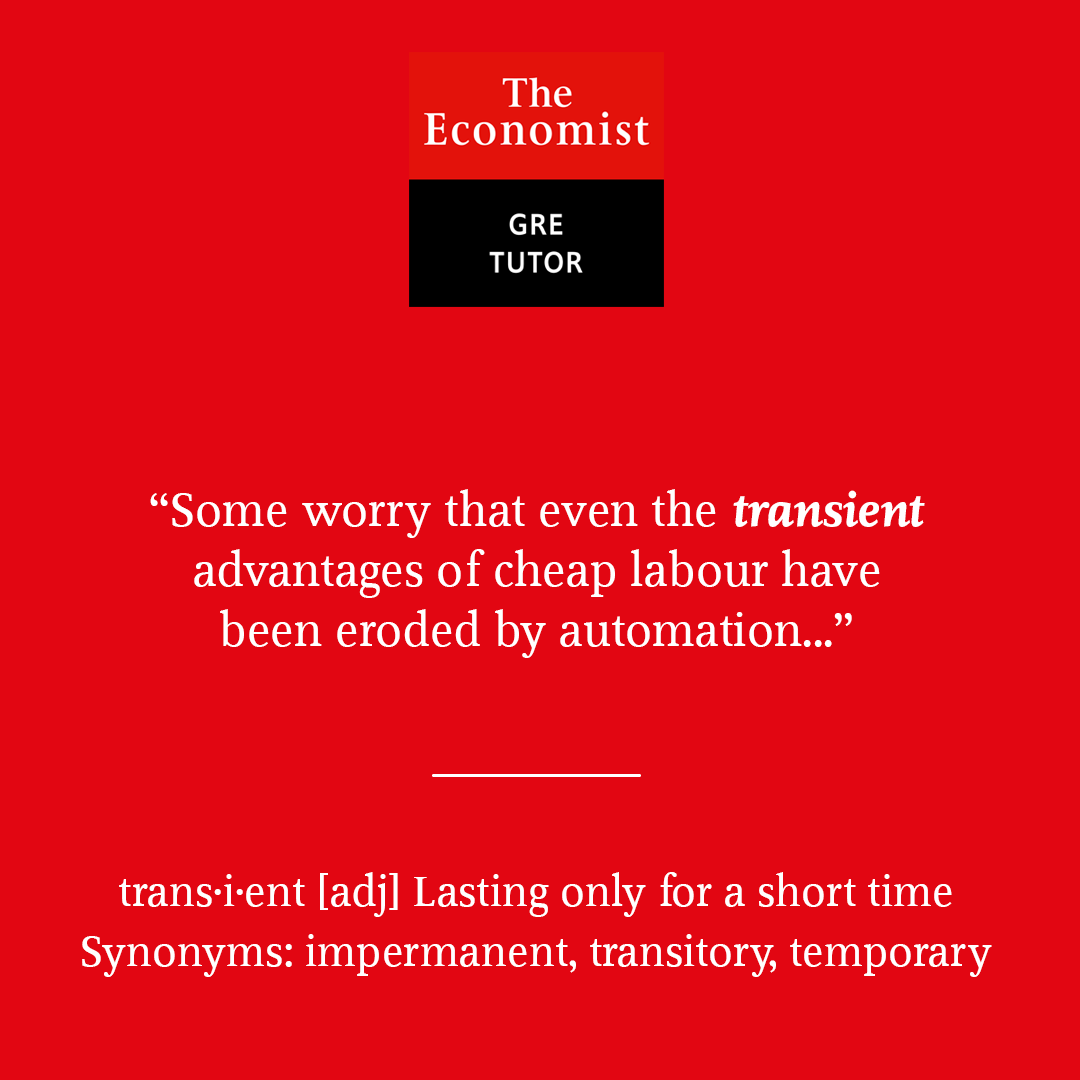 The
Economist
GRE
TUTOR
“Some worry that even the transient
advantages of cheap labour have
been eroded by automation...”
trans·i·ent [adj] Lasting only for a short time
Synonyms: impermanent, transitory, temporary